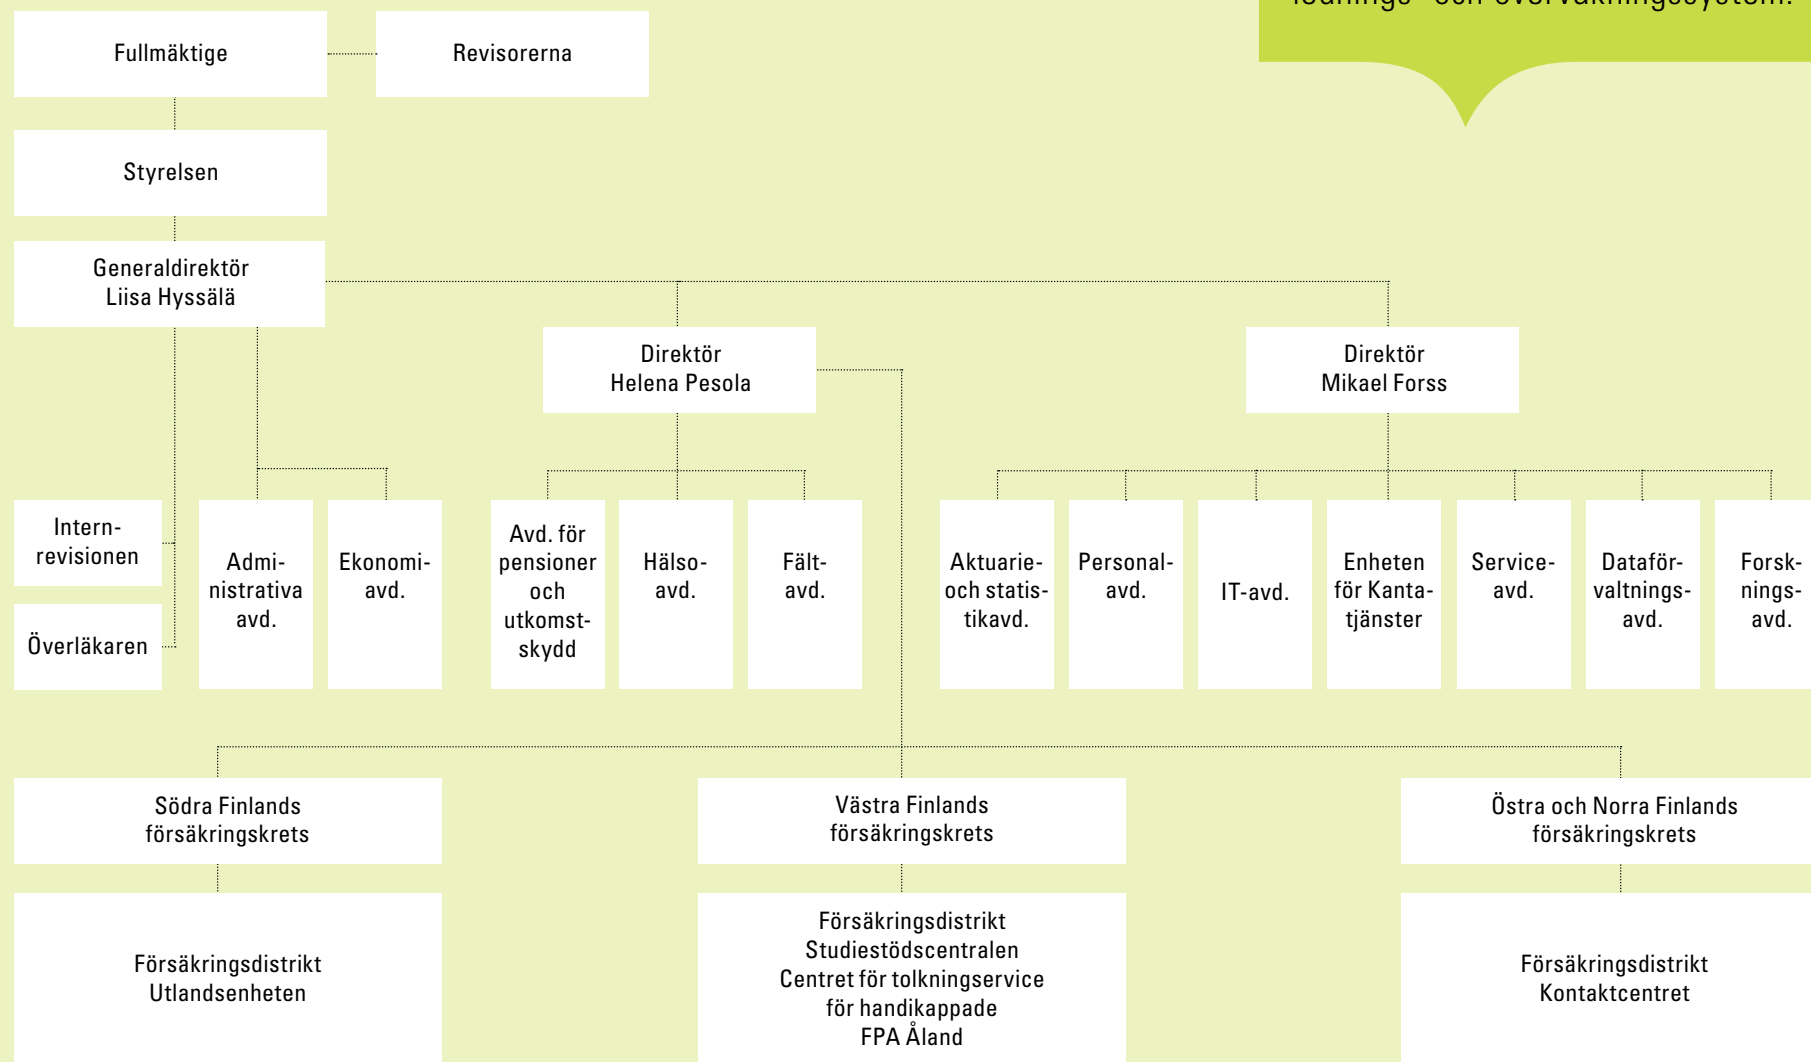 lednings- och övervakningssystem.
Fullmäktige
Revisorerna
Styrelsen
Generaldirektör
Liisa Hyssälä
Direktör
Helena Pesola
Direktör
Mikael Forss
Intern-
revisionen
Överläkaren
Admi-
nistrativa
avd.
Ekonomi-
avd.
Avd. för
pensioner
och
utkomst-
skydd
Hälso-
avd.
Fält-
avd.
Aktuarie-
och statis-
tikavd.
Personal-
avd.
IT-avd.
Enheten
för Kanta-
tjänster
Service-
avd.
Dataför-
valtnings-
avd.
Forsk-
nings-
avd.
Södra Finlands
försäkringskrets
Västra Finlands
försäkringskrets
Östra och Norra Finlands
försäkringskrets
Försäkringsdistrikt
Utlandsenheten
Försäkringsdistrikt
Studiestödscentralen
Centret för tolkningservice
för handikappade
FPA Åland
Försäkringsdistrikt
Kontaktcentret